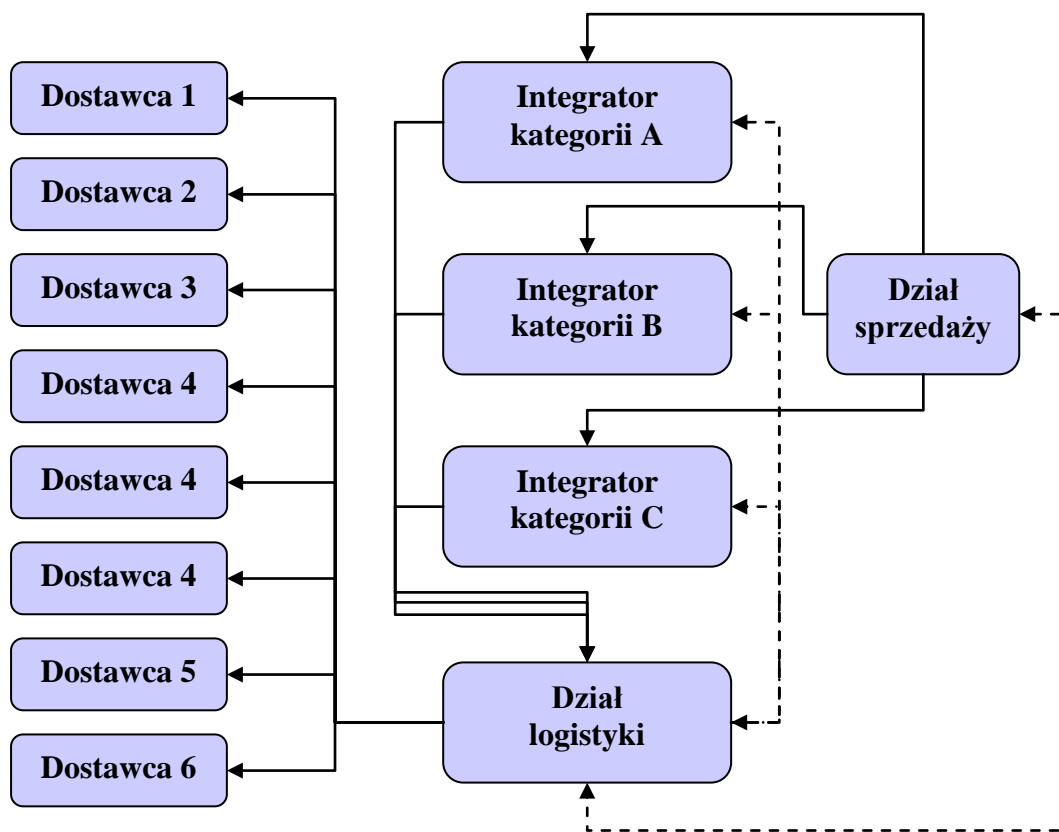 Dostawca 1
Dostawca 2
Dostawca 3
Dostawca 4
Dostawca 4
Dostawca 4
Dostawca 5
Dostawca 6
Integrator
kategorii A
Integrator
kategorii B
Integrator
kategorii C
Dział
logistyki
Dział
sprzedaży